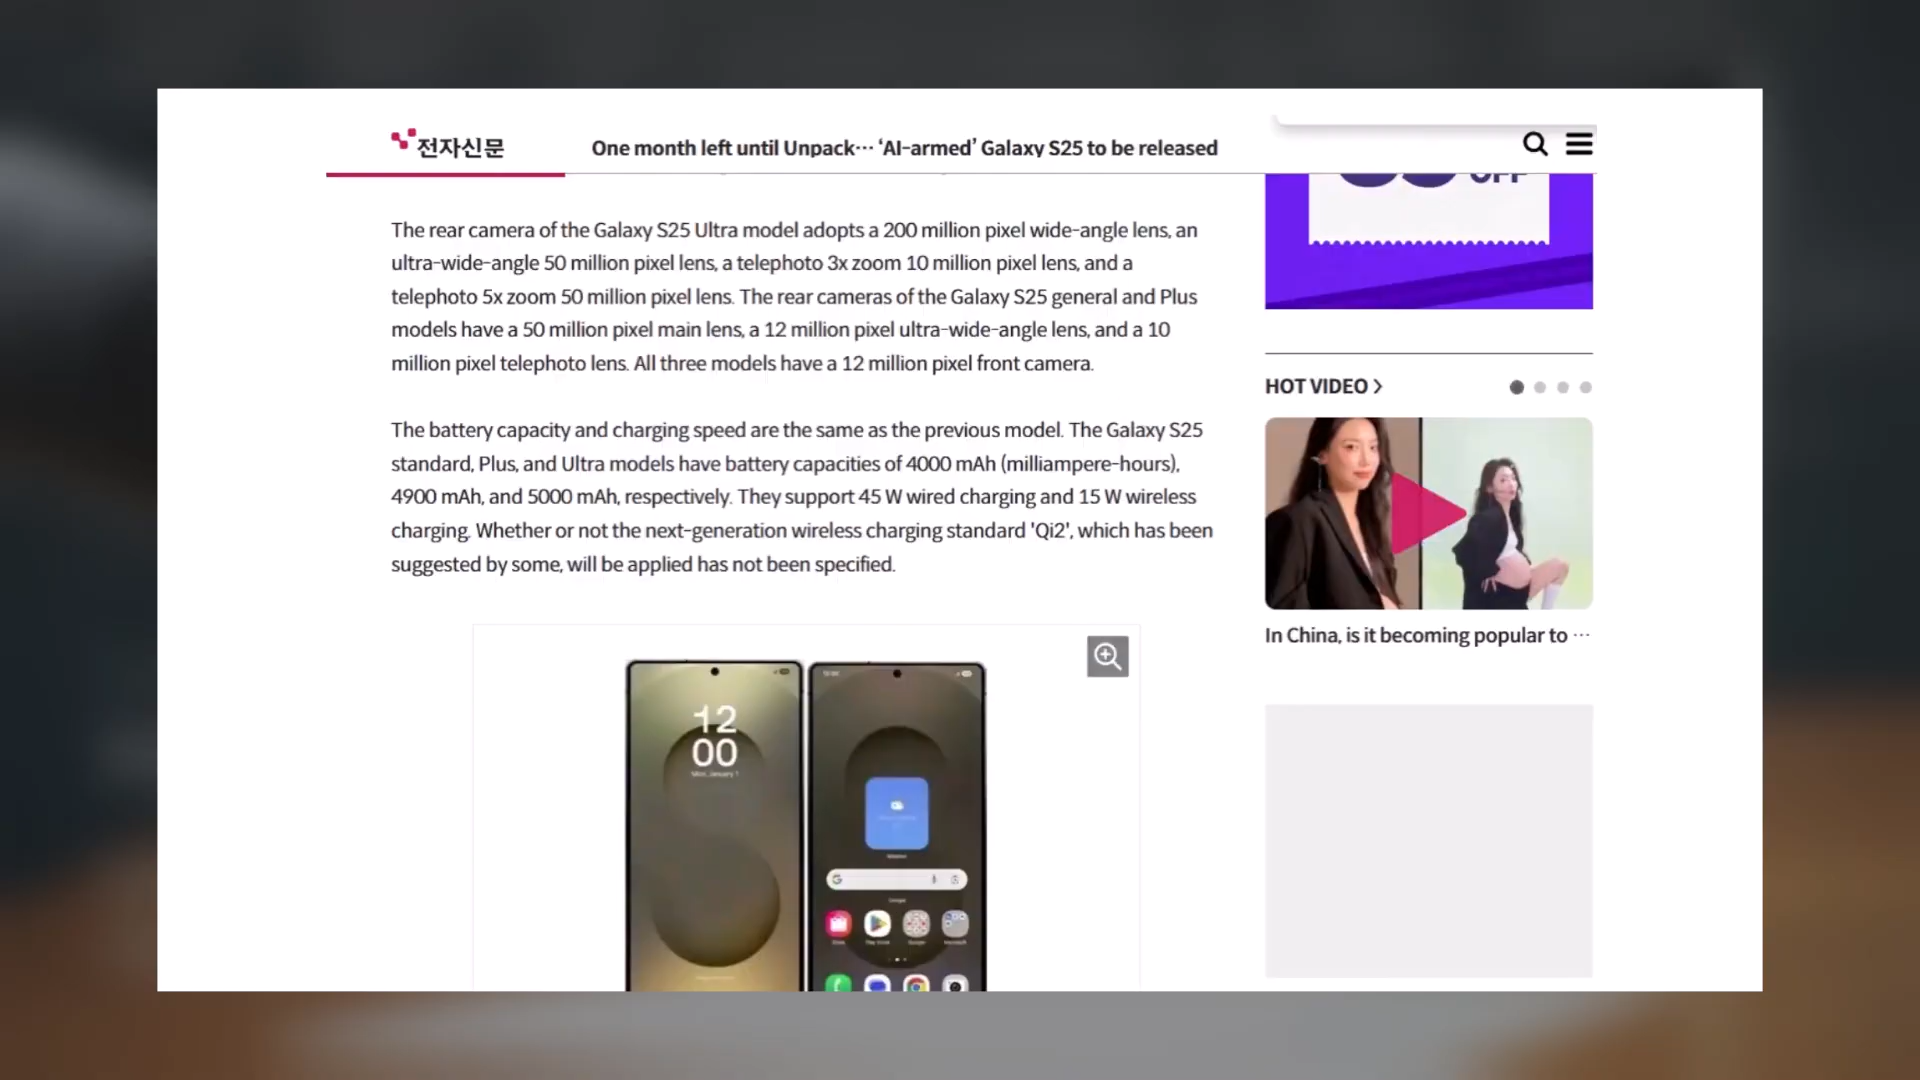 전자신문
One month left until Unpack··· ‘AI-armed’ Galaxy S25 to be released
OFF
The rear camera of the Galaxy S25 Ultra model adopts a 200 million pixel wide-angle lens, an
ultra-wide-angle 50 million pixel lens, a telephoto 3x zoom 10 million pixel lens, and a
telephoto 5x zoom 50 million pixel lens. The rear cameras of the Galaxy S25 general and Plus
models have a 50 million pixel main lens, a 12 million pixel ultra-wide-angle lens, and a 10
million pixel telephoto lens. All three models have a 12 million pixel front camera.
The battery capacity and charging speed are the same as the previous model. The Galaxy S25
standard, Plus, and Ultra models have battery capacities of 4000 mAh (milliampere-hours),
4900 mAh, and 5000 mAh, respectively. They support 45 W wired charging and 15 W wireless
charging. Whether or not the next-generation wireless charging standard 'Qi2', which has been
suggested by some, will be applied has not been specified.
HOT VIDEO >
In China, is it becoming popular to ···
12
00
Mon, January 1